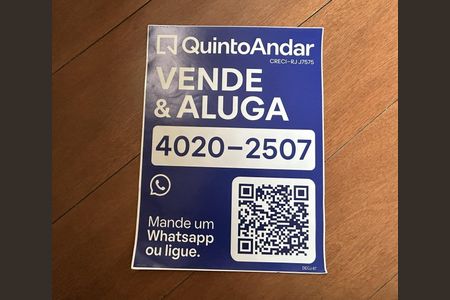 QuintoAndar
CRECI-RJ J7575
VENDE
& ALUGA
4020-2507
Mande um
Whatsapp
ou ligue.